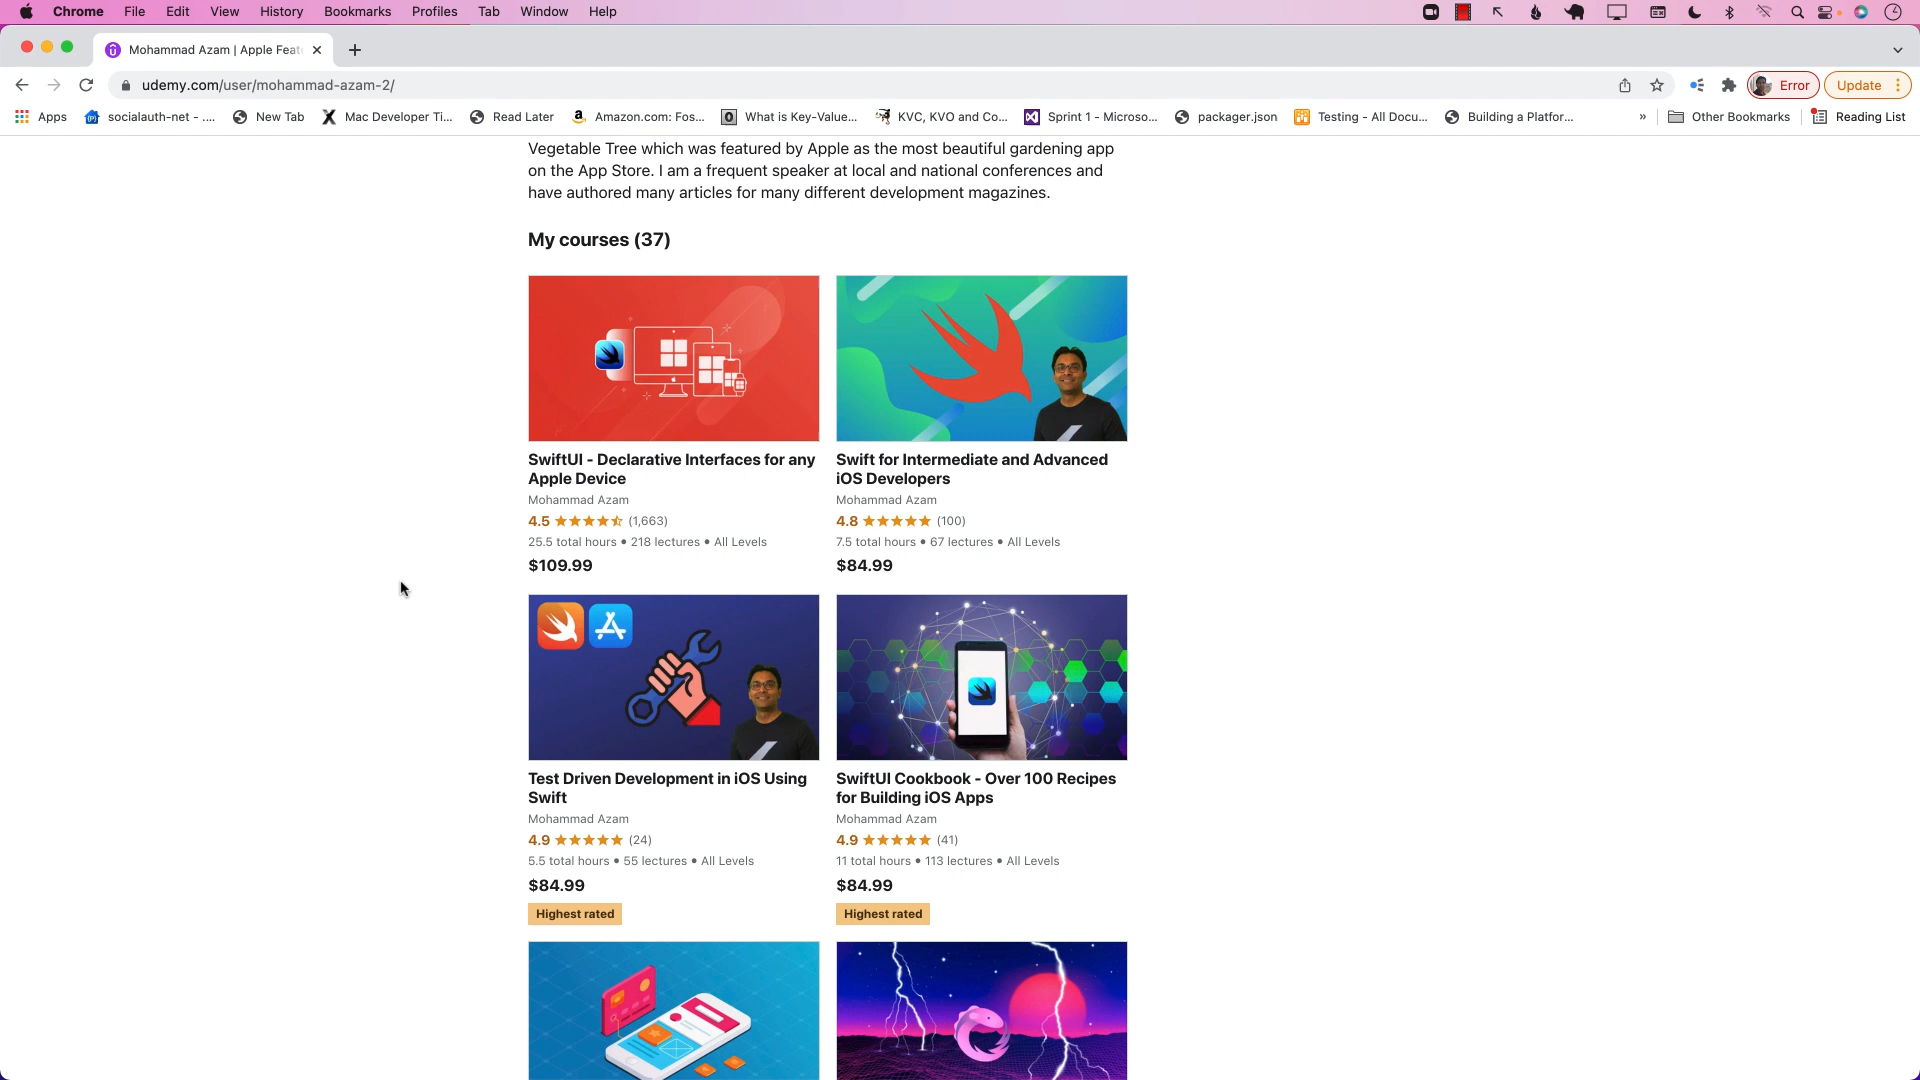 Chrome File Edit View History Bookmarks Profiles Tab Window Help
Mohammad Azam | Apple Feat
udemy.com/user/mohammad-azam-2/
Error
Update
Apps
socialauth-net - ....
New Tab
Mac Developer Ti...
Read Later
Amazon.com: Fos...
What is Key-Value...
KVC, KVO and Co...
Sprint 1 - Microso...
packager.json
Testing - All Docu...
Building a Platfor...
»
Other Bookmarks
Reading List
Vegetable Tree which was featured by Apple as the most beautiful gardening app
on the App Store. I am a frequent speaker at local and national conferences and
have authored many articles for many different development magazines.
My courses (37)
SwiftUI - Declarative Interfaces for any
Apple Device
Mohammad Azam
4.5 (1,663)
25.5 total hours • 218 lectures • All Levels
$109.99
Swift for Intermediate and Advanced
iOS Developers
Mohammad Azam
4.8 (100)
7.5 total hours • 67 lectures • All Levels
$84.99
Test Driven Development in iOS Using
Swift
Mohammad Azam
4.9 (24)
5.5 total hours • 55 lectures • All Levels
$84.99
Highest rated
SwiftUI Cookbook - Over 100 Recipes
for Building iOS Apps
Mohammad Azam
4.9 (41)
11 total hours • 113 lectures • All Levels
$84.99
Highest rated